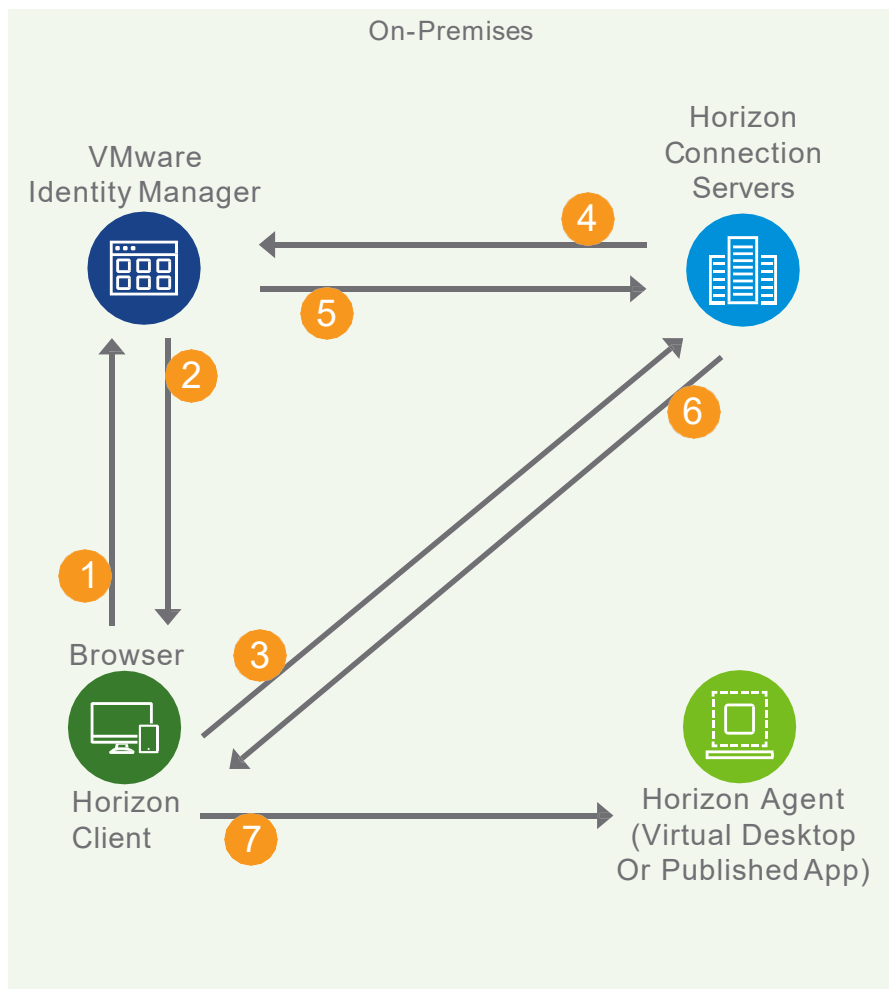 On-Premises
VMware
Identity Manager
Horizon
Connection
Servers
4
5
2
6
1
3
Browser
Horizon
Client
7
Horizon Agent
(Virtual Desktop
Or Published App)